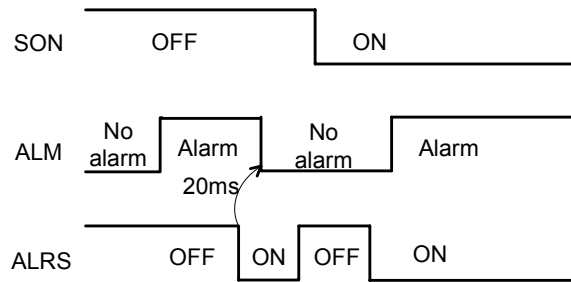 SON OFF ON
ALM No alarm Alarm No alarm Alarm
20ms
ALRS OFF ON OFF ON